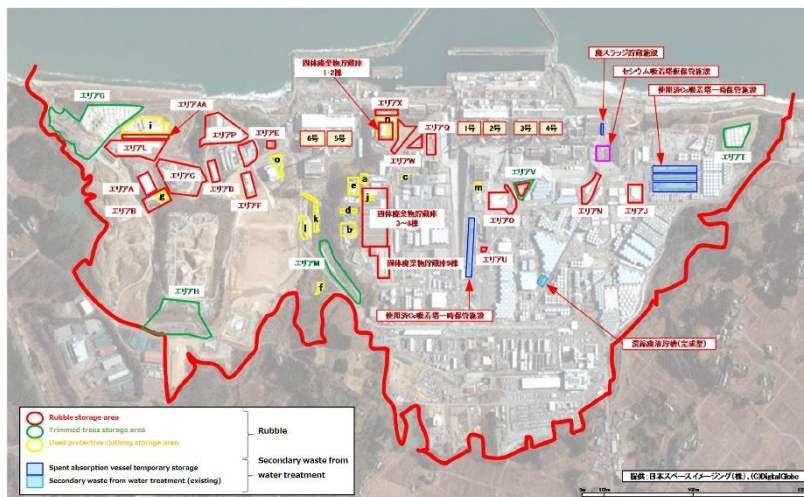 廃スラッジ貯蔵施設
セシウム吸着塔仮保管施設
使用済Cs吸着塔一時保管施設
固体廃棄物貯蔵庫
1・2棟
エリアG
エリアAA
エリアX
i
エリアP
エリアE
n
エリアQ
6号
5号
1号
2号
3号
4号
エリアT
エリアL
エリアW
o
エリアV
エリアA
エリアC
エリアD
エリアF
g
エリアB
a
e
c
m
j
エリアO
エリアN
エリアJ
k
d
l
b
固体廃棄物貯蔵庫
3～8棟
エリアM
固体廃棄物貯蔵庫9棟
エリアU
エリアH
f
使用済Cs吸着塔一時保管施設
濃縮廃液貯槽(完成型)
Rubble storage area
Trimmed trees storage area
Used protective clothing storage area
Rubble
Spent absorption vessel temporary storage
Secondary waste from water treatment (existing)
Secondary waste from
water treatment
提供:日本スペースイメージング(株)、(C)DigitalGlobe